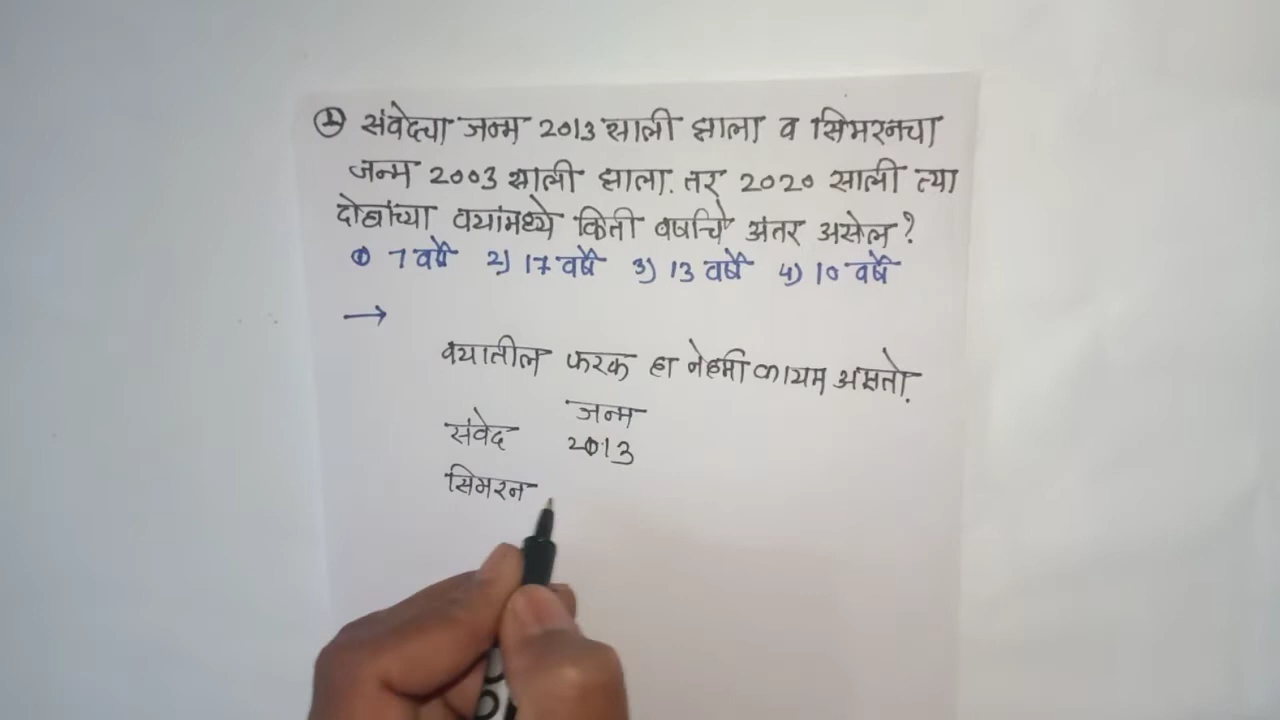 ① संवेदचा जन्म 2013 साली झाला व सिमरनचा
जन्म 2003 साली झाला. तर 2020 साली त्या
दोघांच्या वयांमध्ये किती वर्षाचे अंतर असेल?
1) 7 वर्षे 2) 17 वर्षे 3) 13 वर्षे 4) 10 वर्षे
→
वयातील फरक हा नेहमी कायम असतो.
जन्म
संवेद 2013
सिमरन